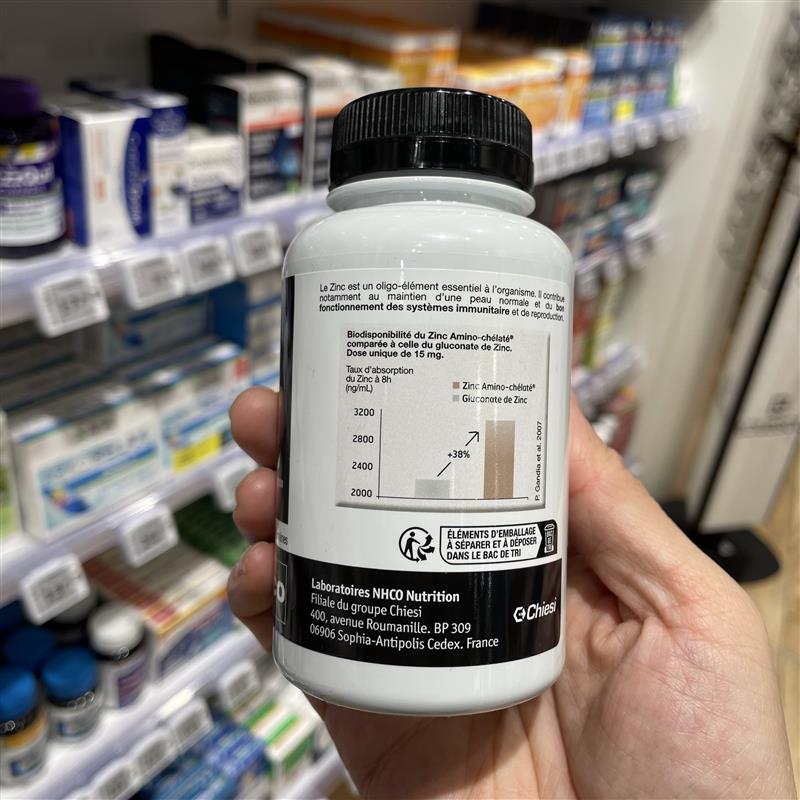 Le Zinc est un oligo-élément essentiel à l'organisme. Il contribue
notamment au maintien d'une peau normale et du bon
fonctionnement des systèmes immunitaire et de reproduction.
Biodisponibilité du Zinc Amino-chélaté®
comparée à celle du gluconate de Zinc.
Dose unique de 15 mg.
Taux d'absorption
du Zinc à 8h
(ng/mL)
Zinc Amino-chélaté®
Gluconate de Zinc
3200
2800
2400
2000
+38%
P. Gandia et al. 2007
ÉLÉMENTS D'EMBALLAGE
À SÉPARER ET À DÉPOSER
DANS LE BAC DE TRI
Laboratoires NHCO Nutrition
Filiale du groupe Chiesi
400, avenue Roumanille. BP 309
06906 Sophia-Antipolis Cedex. France
Chiesi